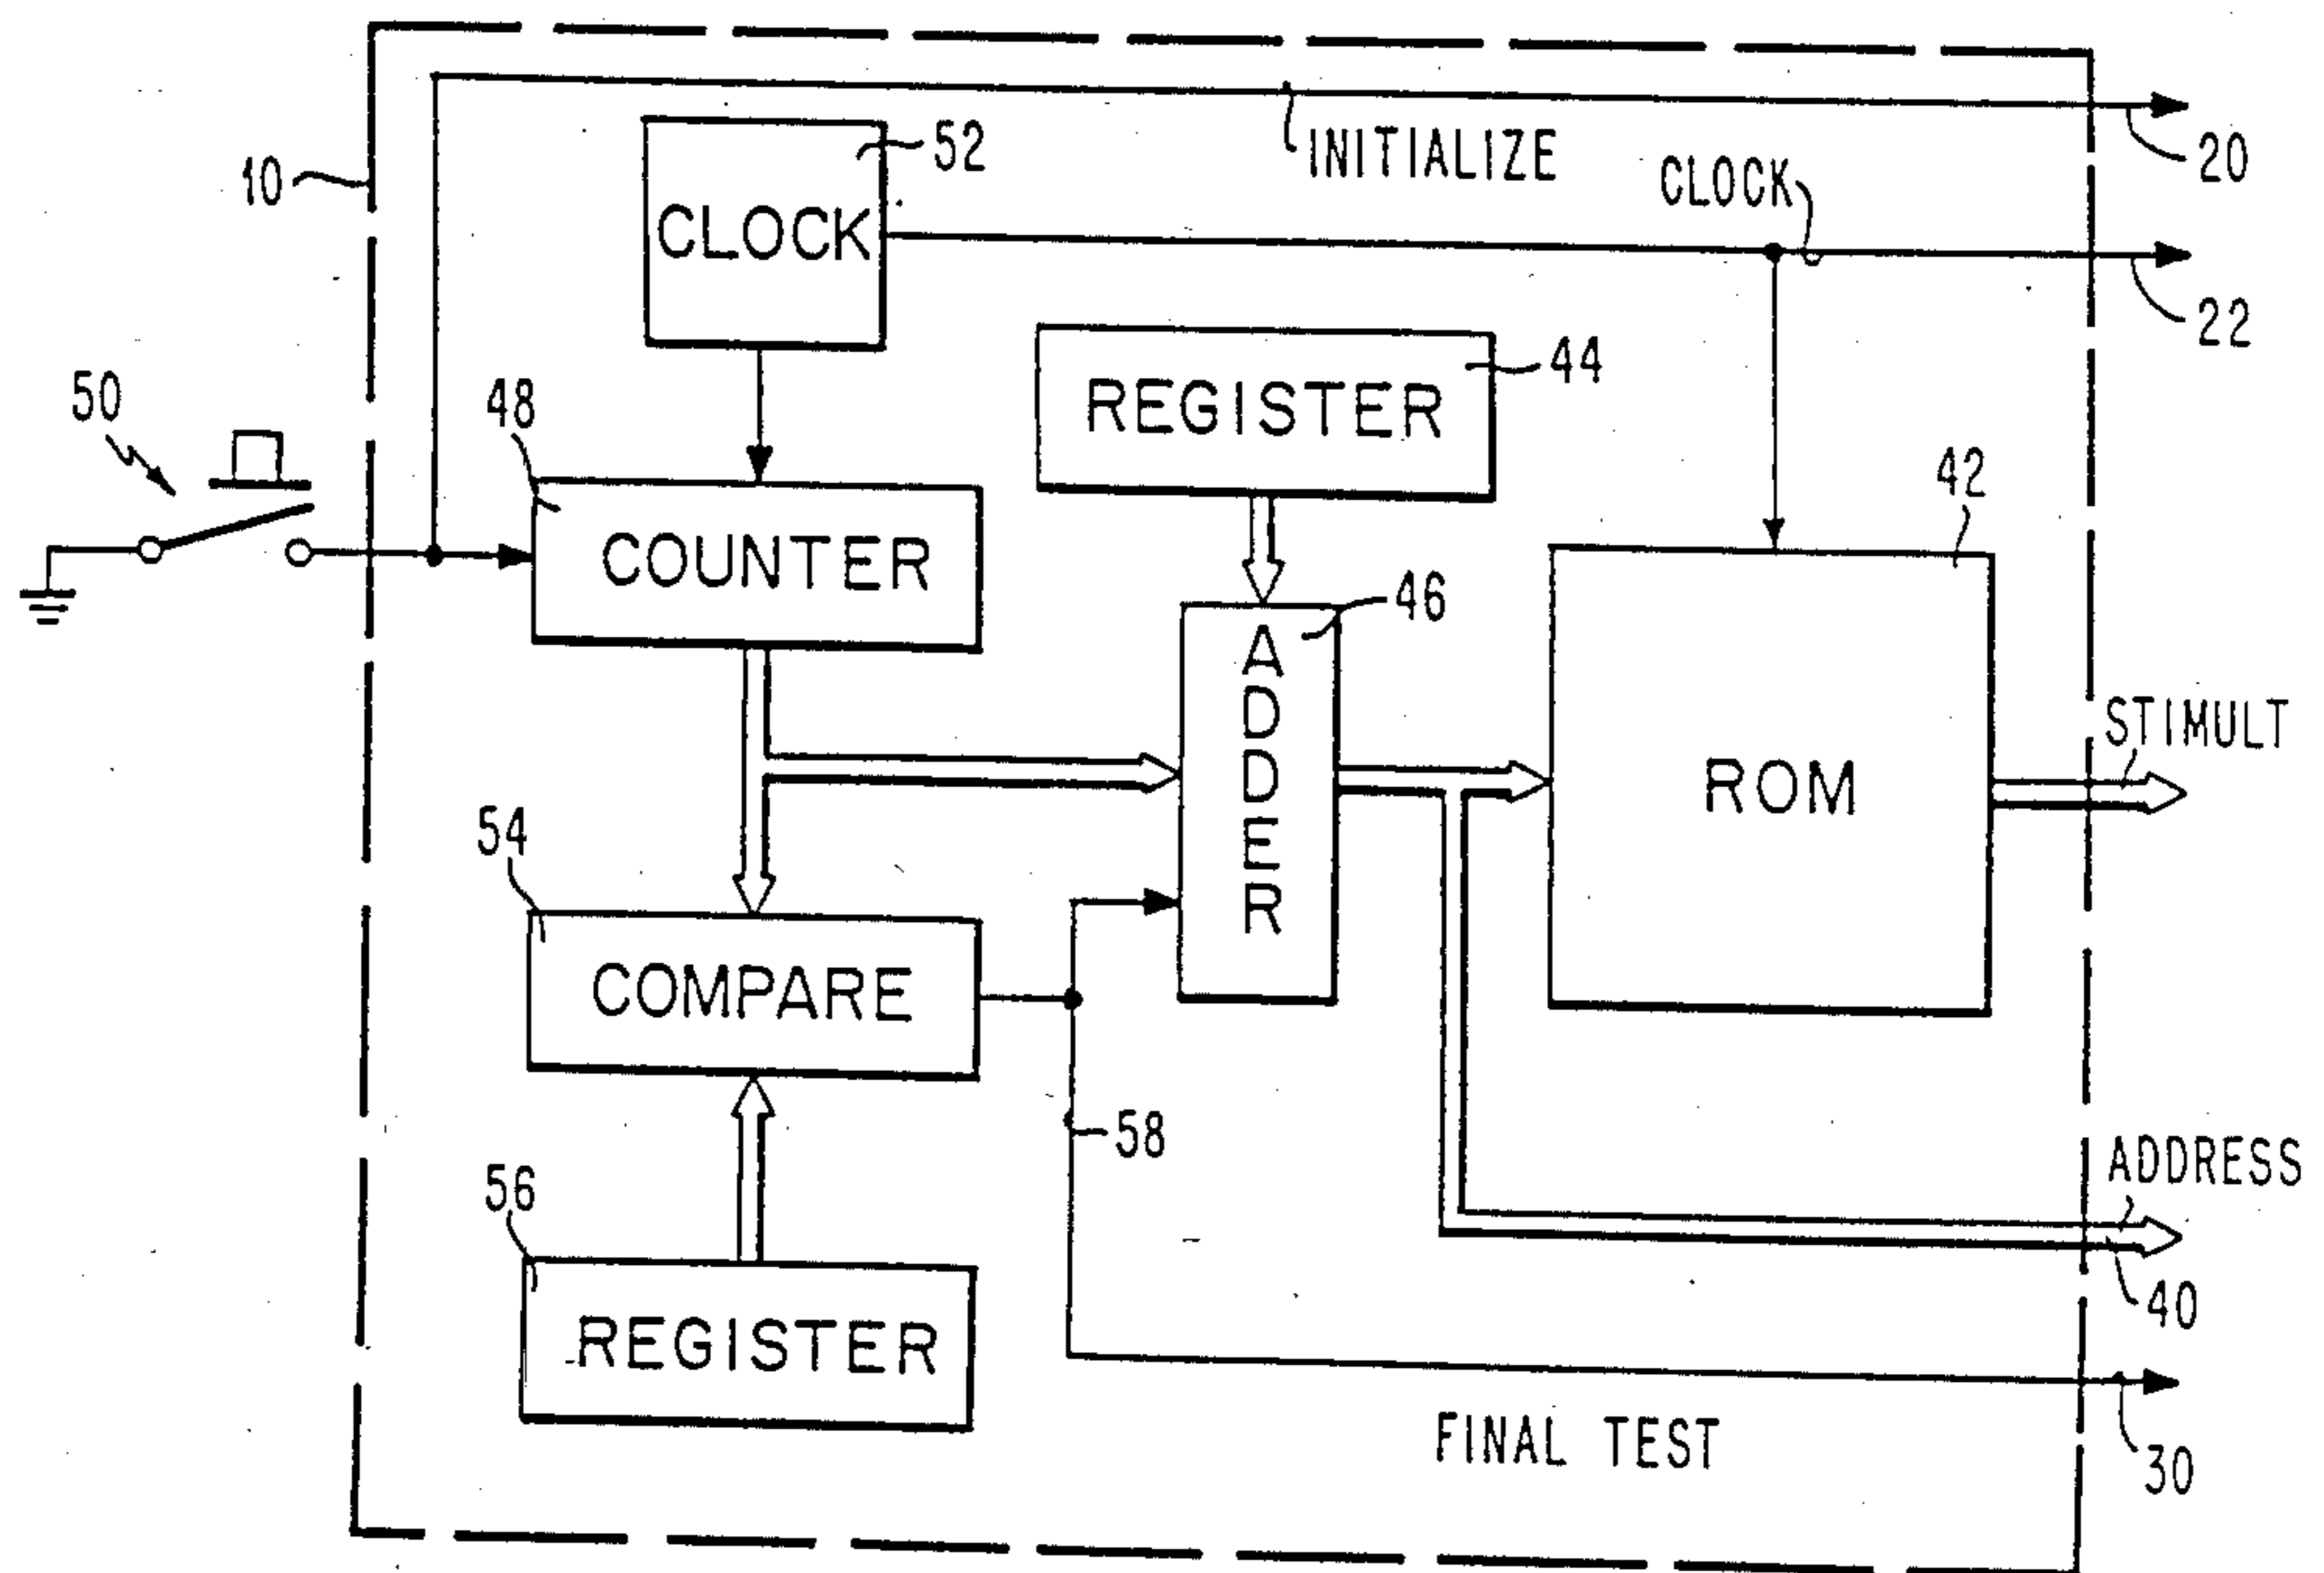 10
52
CLOCK
INITIALIZE
CLOCK
20
22
50
48
COUNTER
REGISTER
44
42
46
ADDER
ROM
STIMULT
54
COMPARE
58
56
REGISTER
ADDRESS
40
FINAL TEST
30